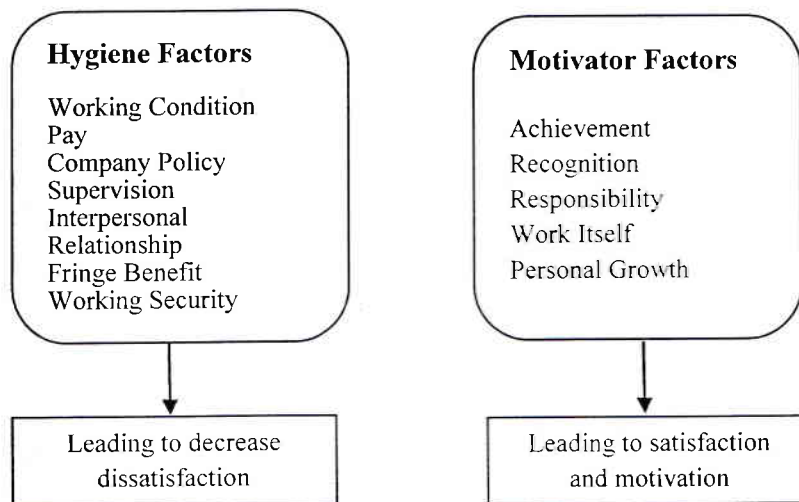 Hygiene Factors
Working Condition
Pay
Company Policy
Supervision
Interpersonal
Relationship
Fringe Benefit
Working Security
Leading to decrease
dissatisfaction
Motivator Factors
Achievement
Recognition
Responsibility
Work Itself
Personal Growth
Leading to satisfaction
and motivation